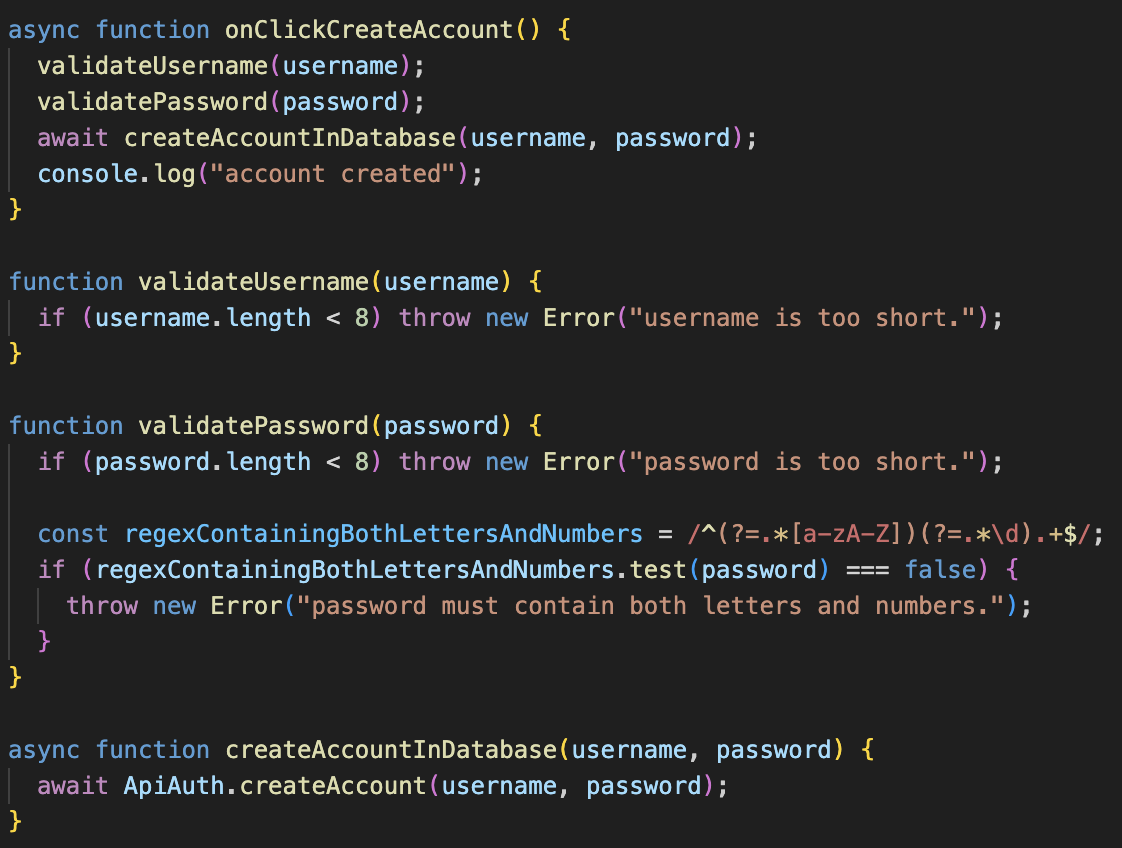 async function onClickCreateAccount() {
  validateUsername(username);
  validatePassword(password);
  await createAccountInDatabase(username, password);
  console.log("account created");
}

function validateUsername(username) {
  if (username.length < 8) throw new Error("username is too short.");
}

function validatePassword(password) {
  if (password.length < 8) throw new Error("password is too short.");

  const regexContainingBothLettersAndNumbers = /^(?=.*[a-zA-Z])(?=.*\d).+$/;
  if (regexContainingBothLettersAndNumbers.test(password) === false) {
    throw new Error("password must contain both letters and numbers.");
  }
}

async function createAccountInDatabase(username, password) {
  await ApiAuth.createAccount(username, password);
}